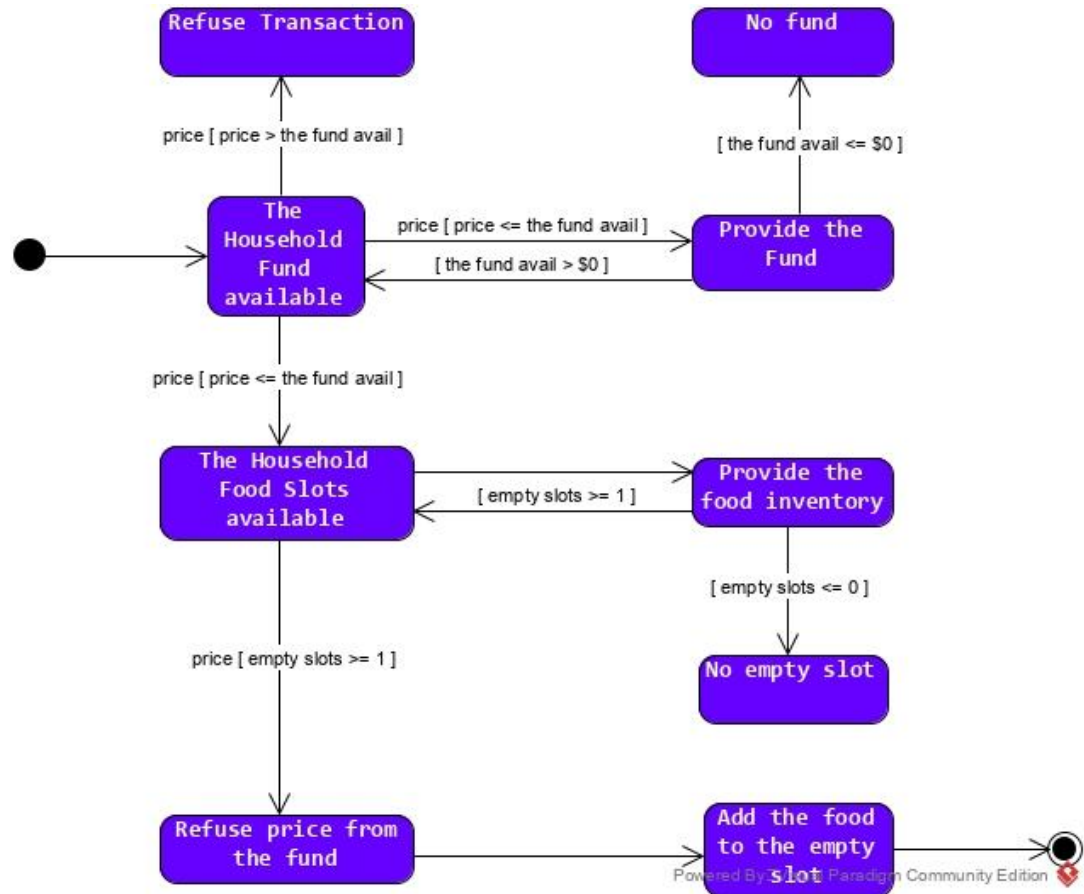 Refuse Transaction
No fund
price [ price > the fund avail ]
[ the fund avail <= $0 ]
The
Household
Fund
available
price [ price <= the fund avail ]
[ the fund avail > $0 ]
Provide the
Fund
price [ price <= the fund avail ]
The Household
Food Slots
available
[ empty slots >= 1 ]
Provide the
food inventory
[ empty slots <= 0 ]
price [ empty slots >= 1 ]
No empty slot
Refuse price from
the fund
Add the food
to the empty
slot
Powered By Visual Paradigm Community Edition